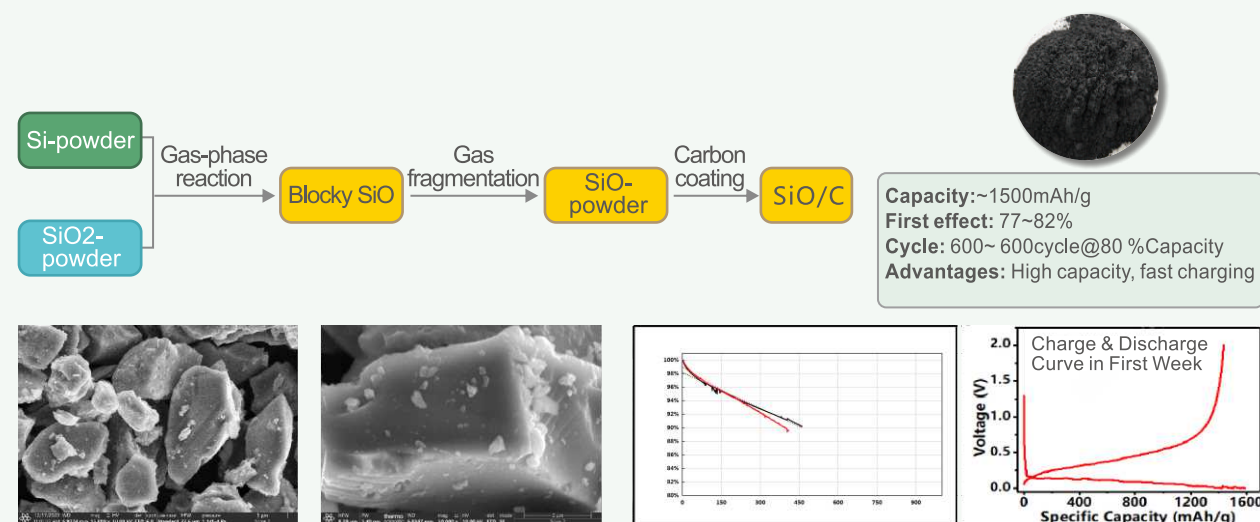 Si-powder
SiO2-
powder
Gas-phase
reaction
Blocky SiO
Gas
fragmentation
SiO-
powder
Carbon
coating
SiO/C
Capacity:~1500mAh/g
First effect: 77~82%
Cycle: 600~ 600cycle@80 %Capacity
Advantages: High capacity, fast charging
100%
98%
96%
94%
92%
90%
88%
86%
84%
82%
80%
0
150
300
450
600
750
900
Charge & Discharge
Curve in First Week
Voltage (V)
2.0
1.5
1.0
0.5
0.0
0
400
800
1200
1600
Specific Capacity (mAh/g)